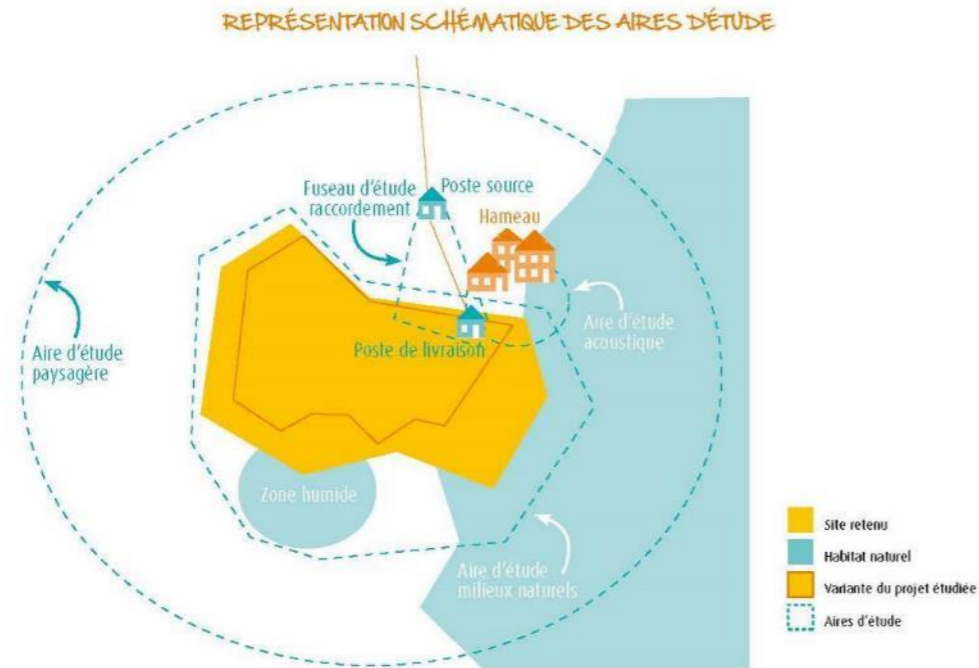 REPRÉSENTATION SCHÉMATIQUE DES AIRES D'ÉTUDE
Fuseau d'étude
raccordement
Poste source
Hameau
Aire d'étude
acoustique
Poste de livraison
Aire d'étude
paysagère
Zone humide
Aire d'étude
milieux naturels
Site retenu
Habitat naturel
Variante du projet étudiée
Aires d'étude